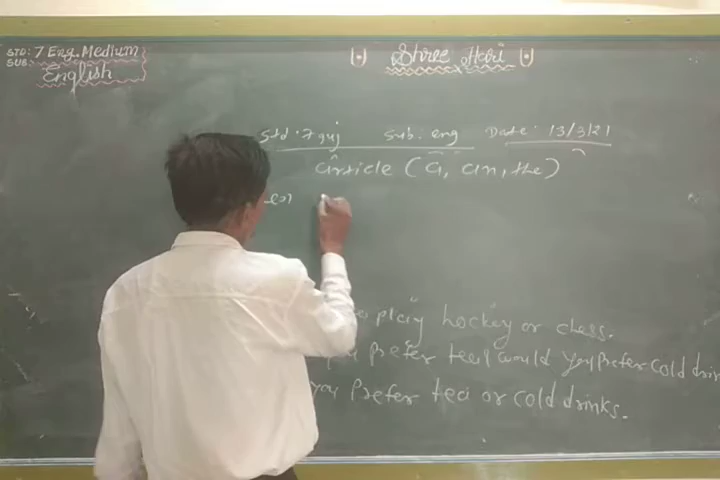 STD: 7 Eng. Medium
SUB: English
Shree Hari
Std: 7 guj Sub. eng Date: 13/3/21
article (a, an, the)
play hockey or chess.
prefer tea/would you prefer cold drin
you prefer tea or cold drinks.